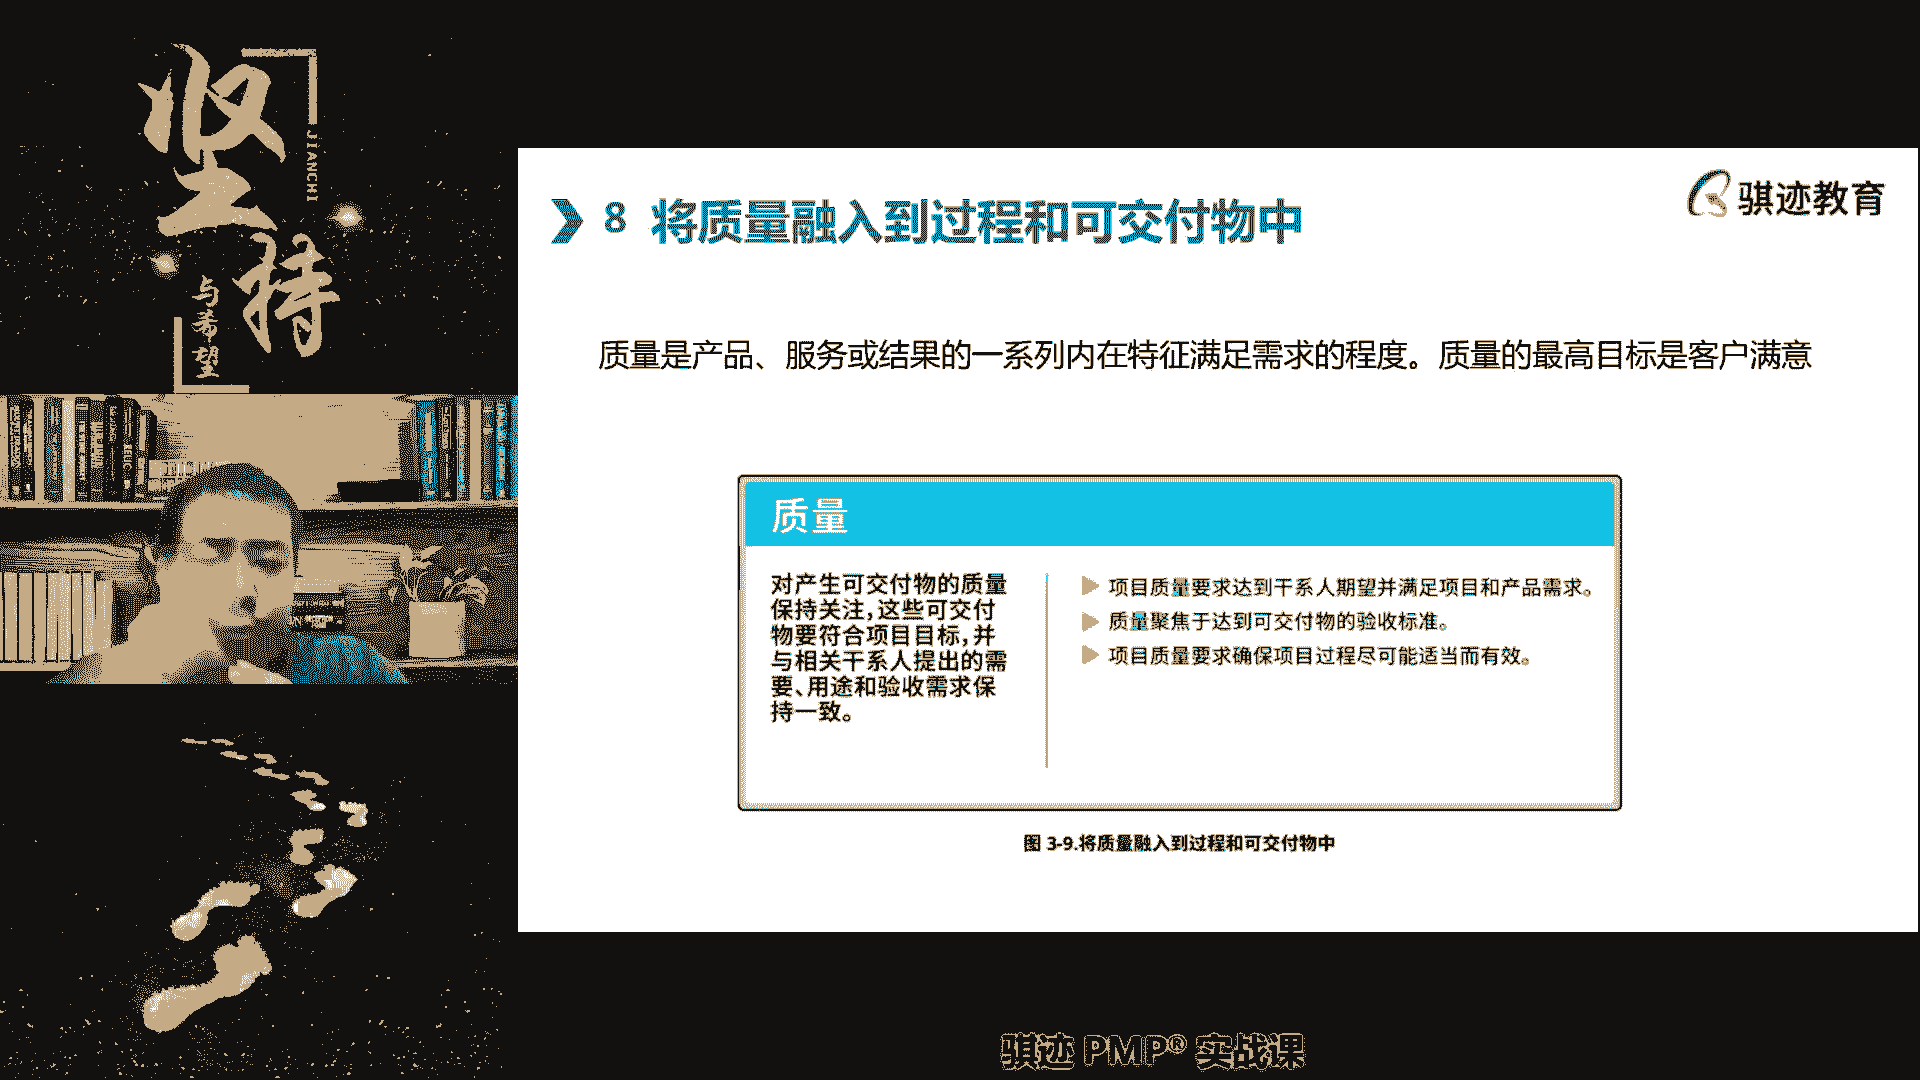 坚持
JIANCHI
与希望
骐迹教育
8 将质量融入到过程和可交付物中
质量是产品、服务或结果的一系列内在特征满足需求的程度。质量的最高目标是客户满意
质量
对产生可交付物的质量
保持关注,这些可交付
物要符合项目目标,并
与相关干系人提出的需
要、用途和验收需求保
持一致。
项目质量要求达到干系人期望并满足项目和产品需求。
质量聚焦于达到可交付物的验收标准。
项目质量要求确保项目过程尽可能适当而有效。
图 3-9.将质量融入到过程和可交付物中
骐迹 PMP® 实战课